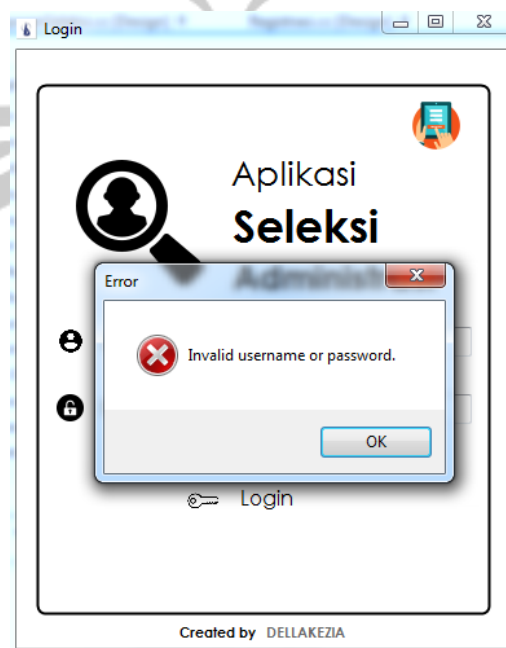 Login
Aplikasi
Seleksi
Error
Invalid username or password.
OK
Login
Created by DELLAKEZIA